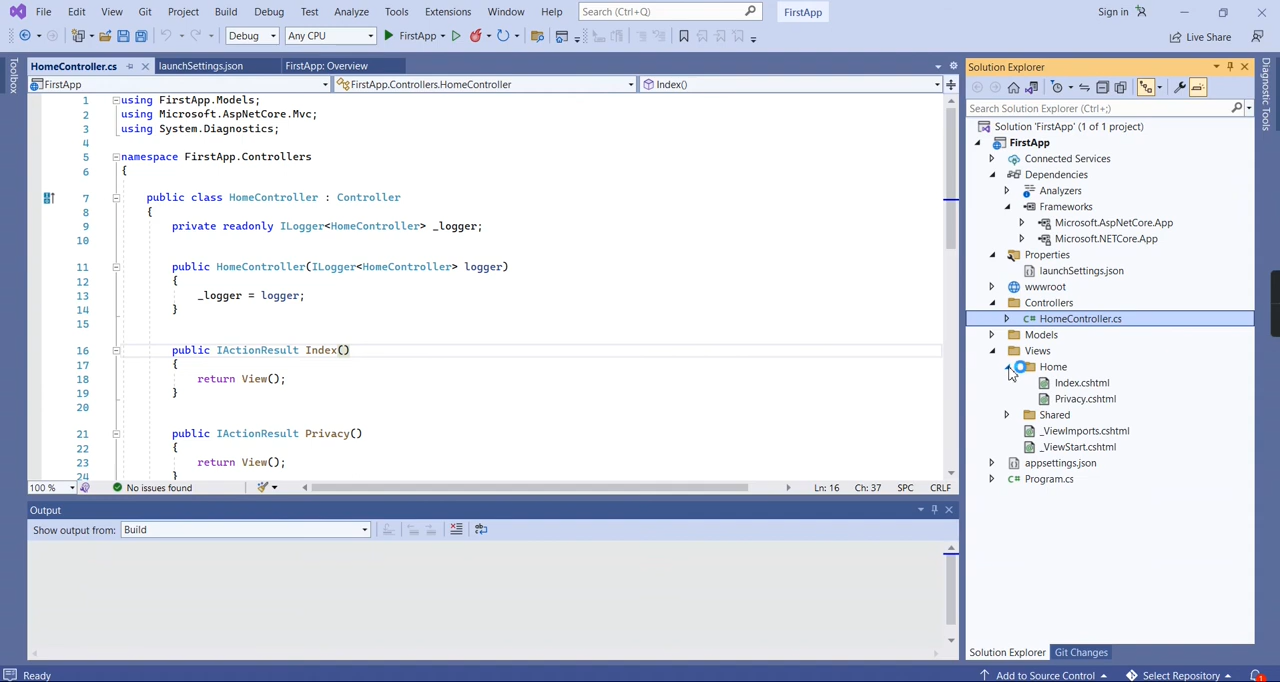 File Edit View Git Project Build Debug Test Analyze Tools Extensions Window Help Search (Ctrl+Q) FirstApp Sign in
Debug Any CPU FirstApp Live Share
HomeController.cs launchSettings.json FirstApp: Overview
FirstApp FirstApp.Controllers.HomeController Index()
Toolbox
1 using FirstApp.Models;
2 using Microsoft.AspNetCore.Mvc;
3 using System.Diagnostics;
4
5 namespace FirstApp.Controllers
6 {
7 public class HomeController : Controller
8 {
9 private readonly ILogger<HomeController> _logger;
10
11 public HomeController(ILogger<HomeController> logger)
12 {
13 _logger = logger;
14 }
15
16 public IActionResult Index()
17 {
18 return View();
19 }
20
21 public IActionResult Privacy()
22 {
23 return View();
24 }
100 % No issues found Ln: 16 Ch: 37 SPC CRLF
Output
Show output from: Build
Solution Explorer
Search Solution Explorer (Ctrl+;)
Solution 'FirstApp' (1 of 1 project)
FirstApp
Connected Services
Dependencies
Analyzers
Frameworks
Microsoft.AspNetCore.App
Microsoft.NETCore.App
Properties
launchSettings.json
wwwroot
Controllers
C# HomeController.cs
Models
Views
Home
Index.cshtml
Privacy.cshtml
Shared
_ViewImports.cshtml
_ViewStart.cshtml
appsettings.json
C# Program.cs
Solution Explorer Git Changes
Diagnostic Tools
Ready Add to Source Control Select Repository 1